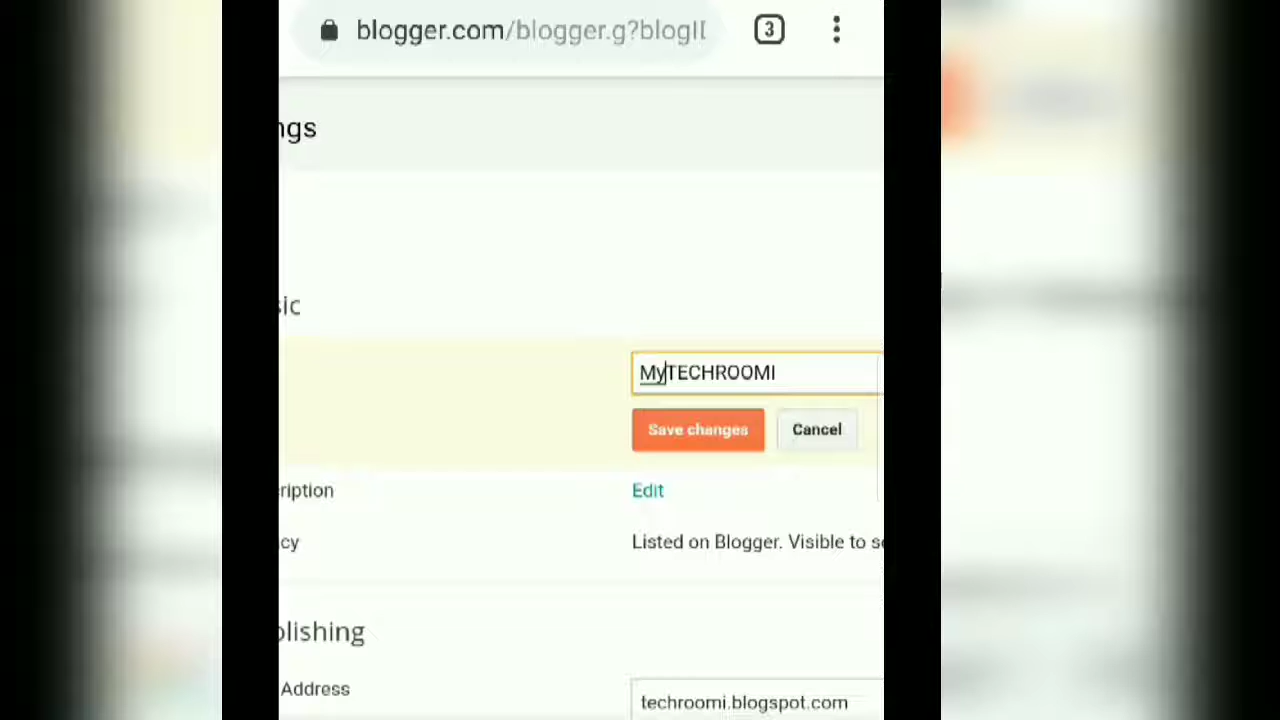 blogger.com/blogger.g?blogI
3
ngs
sic
MyTECHROOMI
Save changes
Cancel
ription
Edit
cy
Listed on Blogger. Visible to s
blishing
Address
techroomi.blogspot.com